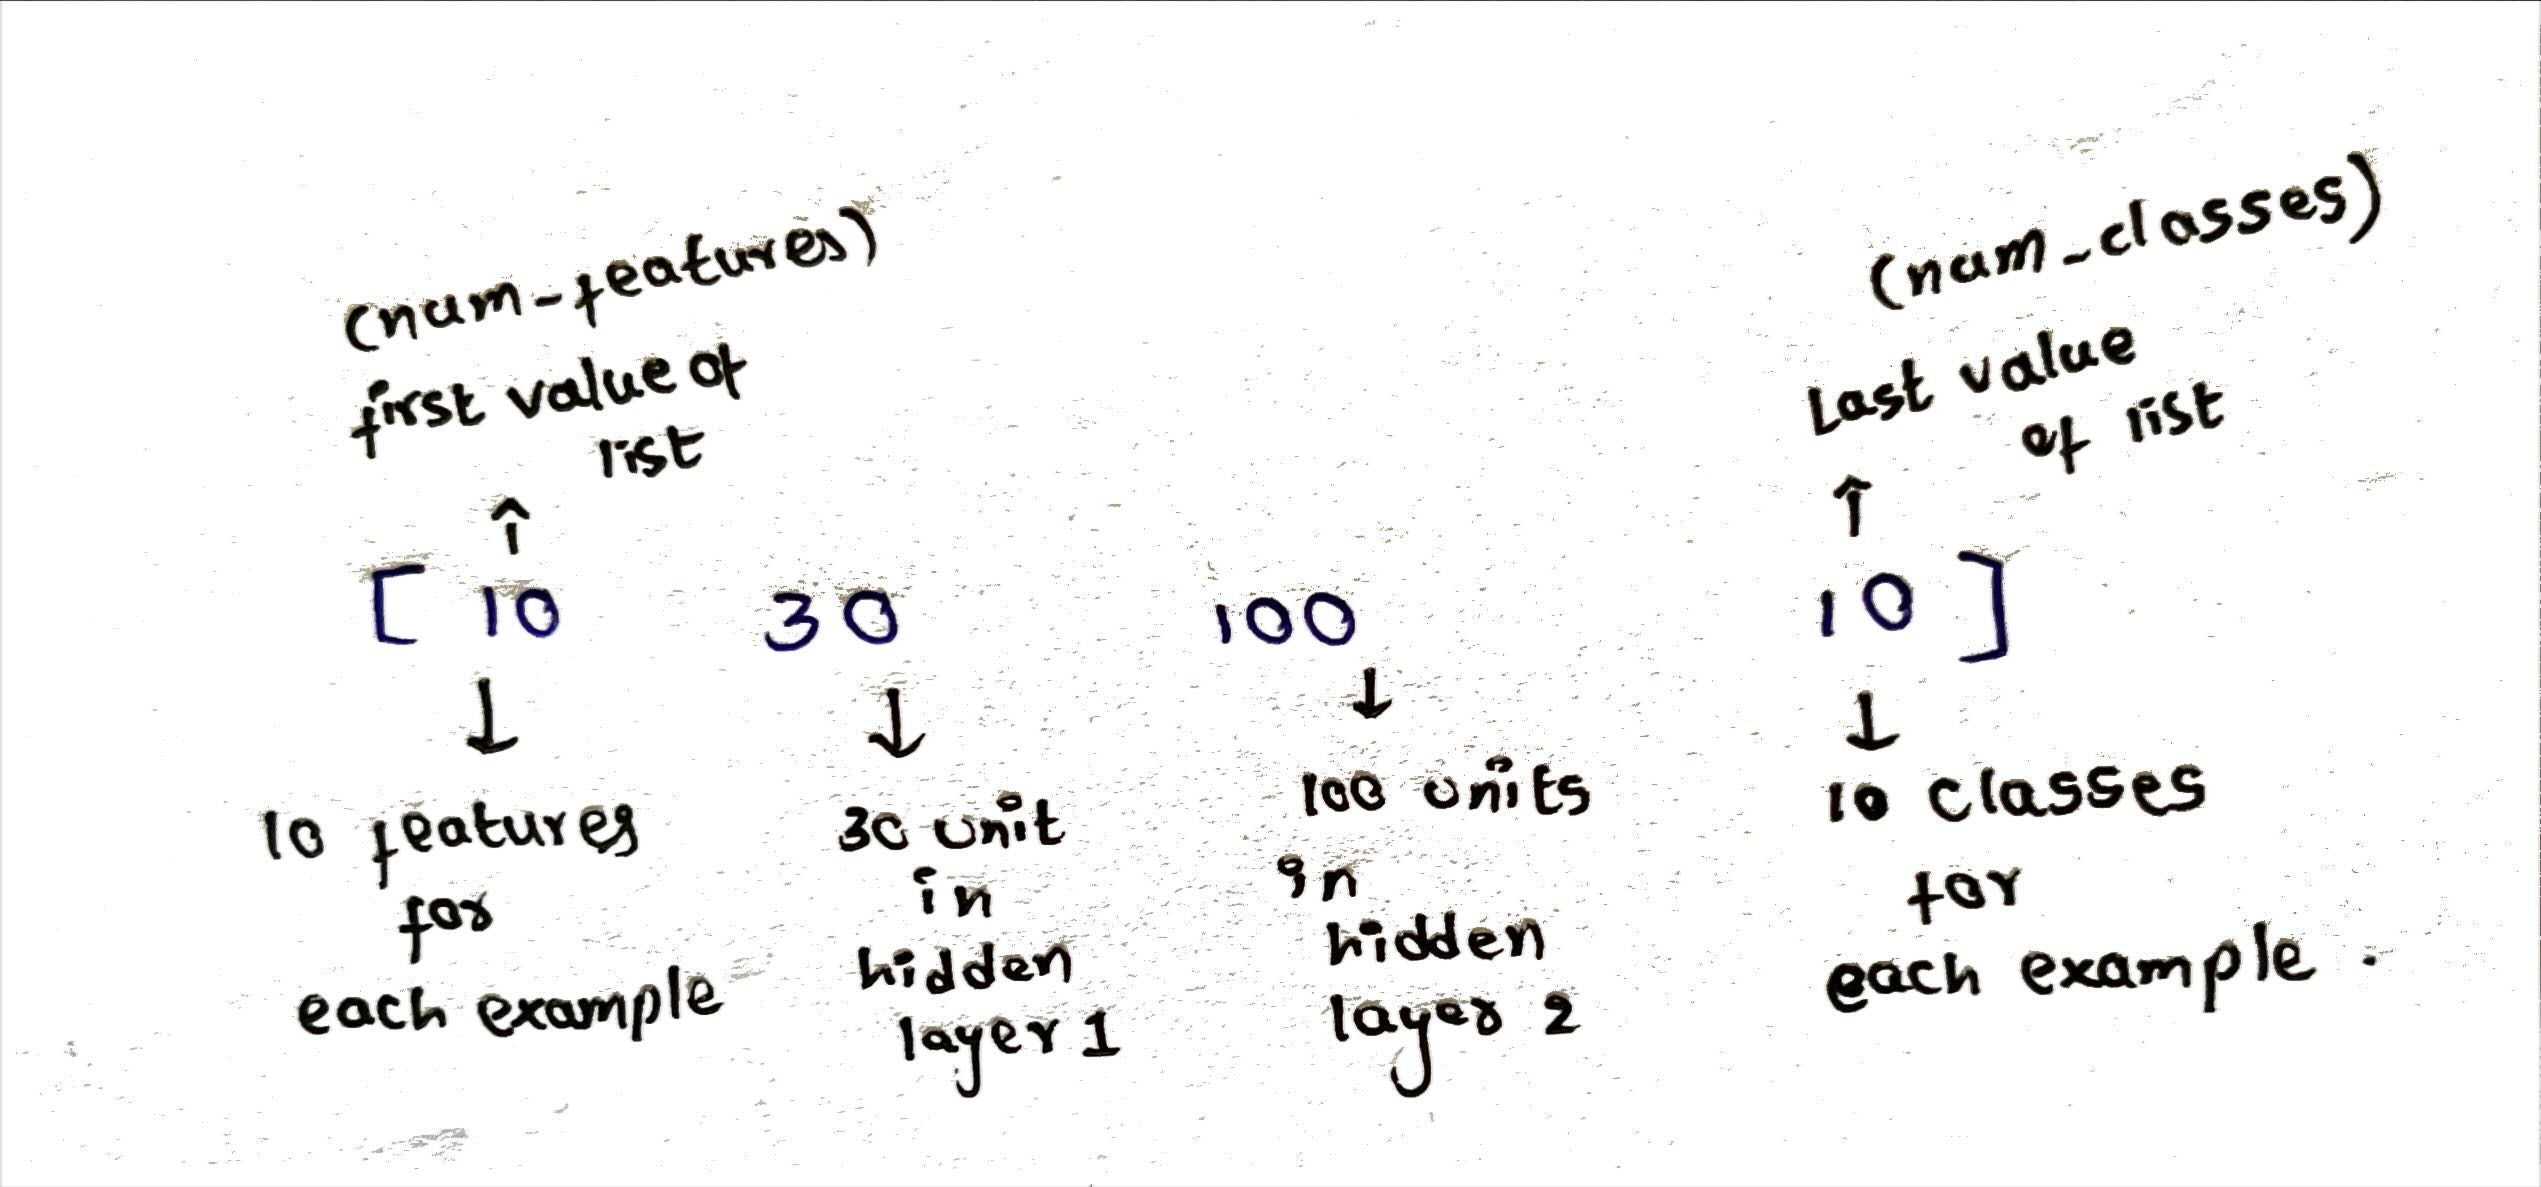 (num-features)
first value of
list
(num_classes)
Last value
of list
[ 10 30 100 10 ]
10 features
for
each example
30 unit
in
hidden
layer 1
100 units
in
hidden
layer 2
10 classes
for
each example .